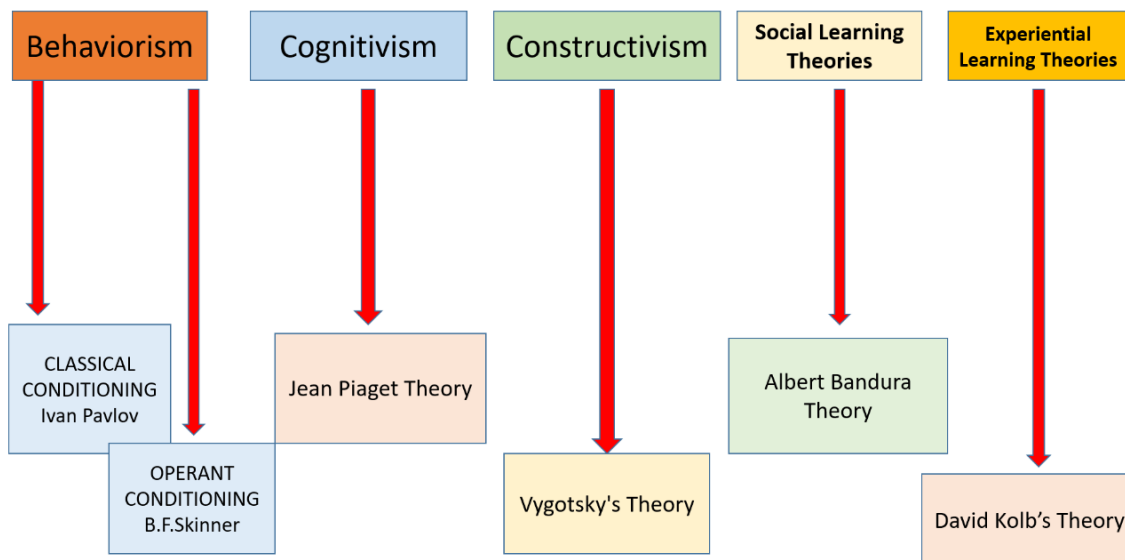 Behaviorism
Cognitivism
Constructivism
Social Learning
Theories
Experiential
Learning Theories
CLASSICAL
CONDITIONING
Ivan Pavlov
OPERANT
CONDITIONING
B.F.Skinner
Jean Piaget Theory
Vygotsky's Theory
Albert Bandura
Theory
David Kolb’s Theory